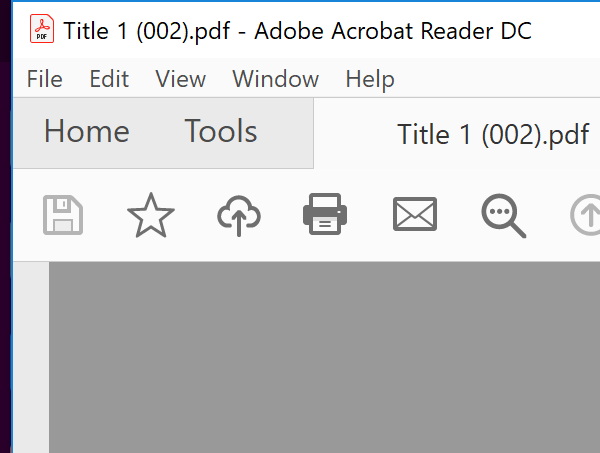 PDF
Title 1 (002).pdf - Adobe Acrobat Reader DC
File Edit View Window Help
Home Tools Title 1 (002).pdf